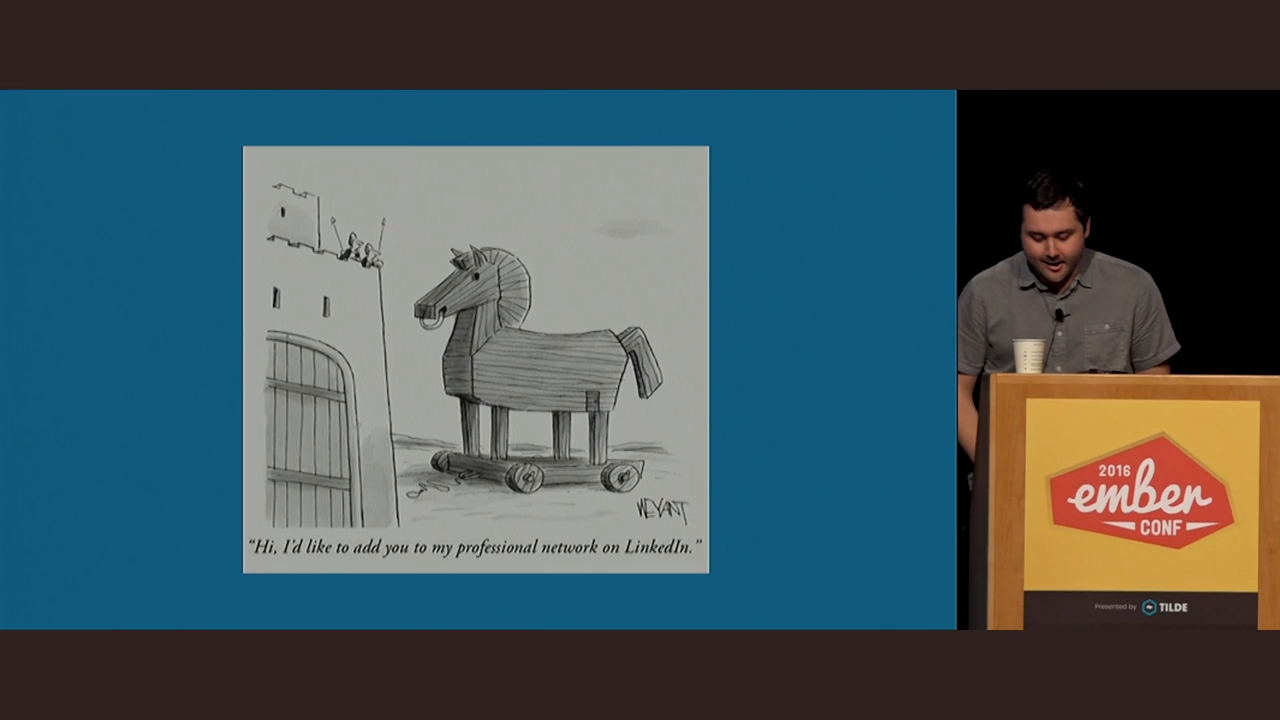 WEYANT
“Hi, I’d like to add you to my professional network on LinkedIn.”
2016
ember
CONF
Presented by TILDE